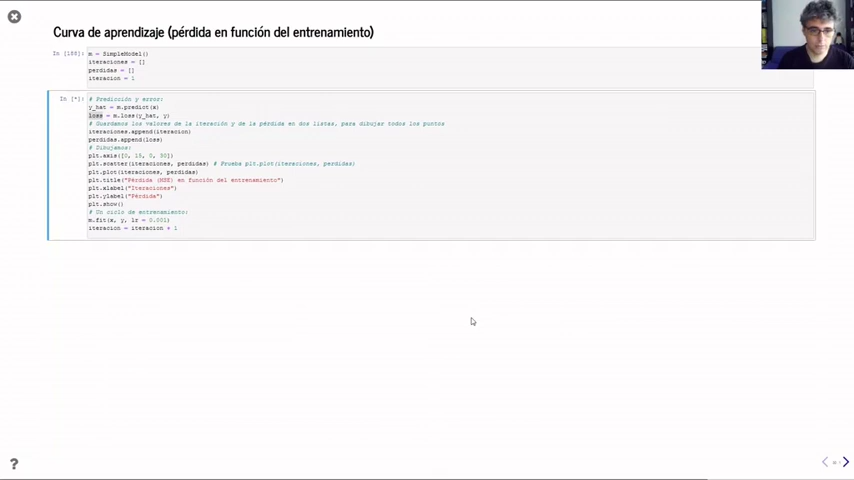 Curva de aprendizaje (pérdida en función del entrenamiento)
In [188]: m = SimpleModel()
iteraciones = []
perdidas = []
iteracion = 1
In [*]: # Predicción y error:
y_hat = m.predict(x)
loss = m.loss(y_hat, y)
# Guardamos los valores de la iteración y de la pérdida en dos listas, para dibujar todos los puntos
iteraciones.append(iteracion)
perdidas.append(loss)
# Dibujamos:
plt.axis([0, 18, 0, 90])
plt.scatter(iteraciones, perdidas) # Prueba plt.plot(iteraciones, perdidas)
plt.plot(iteraciones, perdidas)
plt.title("Pérdida (MSE) en función del entrenamiento")
plt.xlabel("Iteraciones")
plt.ylabel("Pérdida")
plt.show()
# Un ciclo de entrenamiento:
m.fit(x, y, lr = 0.001)
iteracion = iteracion + 1
?